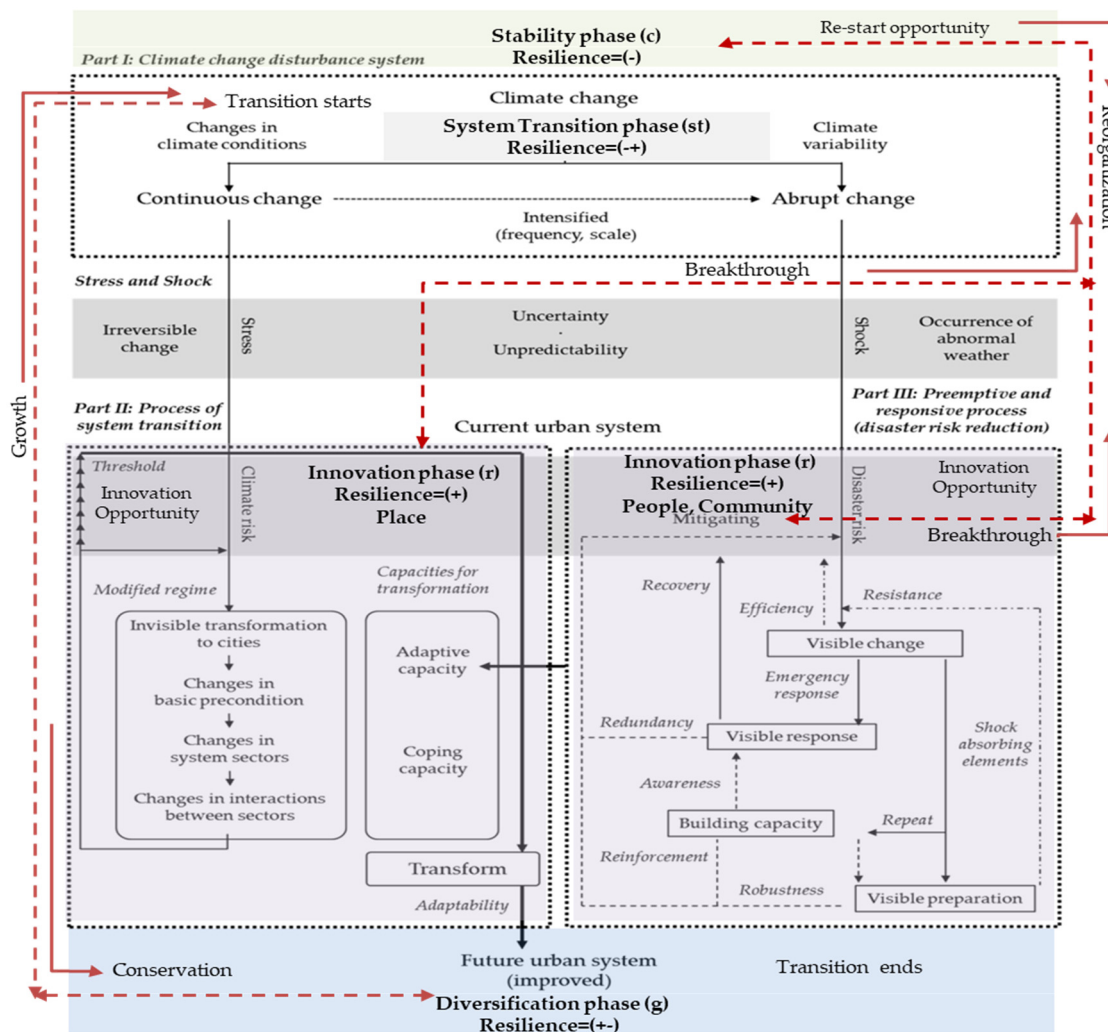 Re-start opportunity
Stability phase (c)
Resilience=(-)
Part I: Climate change disturbance system
Transition starts
Climate change
Changes in
climate conditions
System Transition phase (st)
Resilience=(-+)
Climate
variability
Reorganization
Continuous change
Abrupt change
Intensified
(frequency, scale)
Breakthrough
Stress and Shock
Irreversible
change
Stress
Uncertainty
·
Unpredictability
Shock
Occurrence of
abnormal
weather
Growth
Part II: Process of
system transition
Current urban system
Part III: Preemptive and
responsive process
(disaster risk reduction)
Threshold
Innovation
Opportunity
Climate risk
Innovation phase (r)
Resilience=(+)
Place
Innovation phase (r)
Resilience=(+)
People, Community
Mitigating
Disaster risk
Innovation
Opportunity
Breakthrough
Modified regime
Capacities for
transformation
Invisible transformation
to cities
Changes in
basic precondition
Changes in
system sectors
Changes in interactions
between sectors
Adaptive
capacity
Coping
capacity
Transform
Adaptability
Recovery
Efficiency
Resistance
Visible change
Emergency
response
Redundancy
Visible response
Shock
absorbing
elements
Awareness
Building capacity
Repeat
Reinforcement
Robustness
Visible preparation
Conservation
Future urban system
(improved)
Transition ends
Diversification phase (g)
Resilience=(+-)